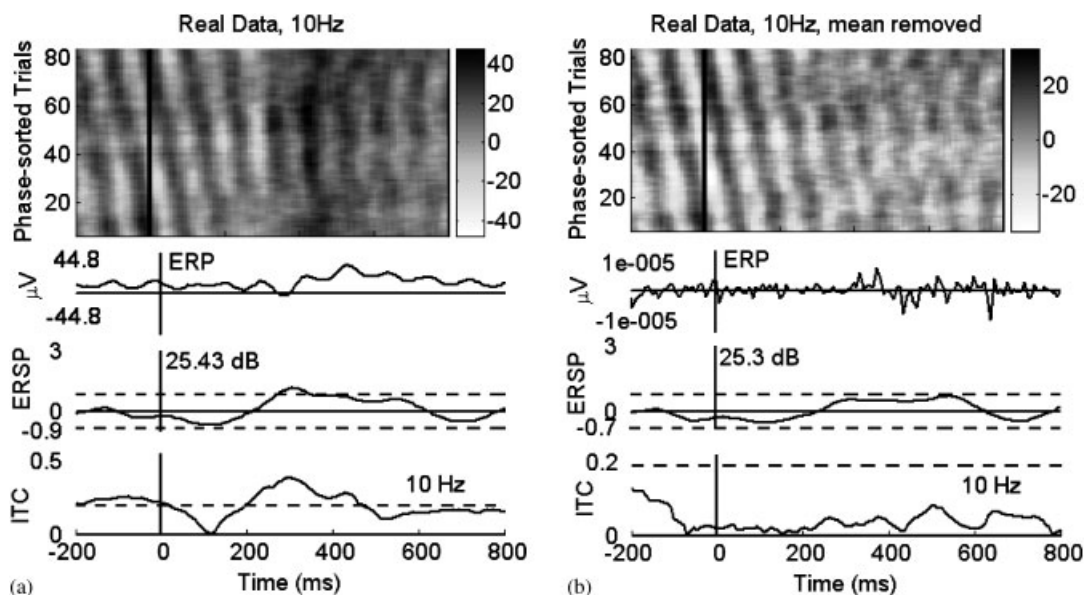 Real Data, 10Hz
Phase-sorted Trials
80
60
40
20
40
20
0
-20
-40
μV
44.8
-44.8
ERP
ERSP
3
0
-0.9
25.43 dB
ITC
0.5
0
10 Hz
-200 0 200 400 600 800
Time (ms)
(a)
Real Data, 10Hz, mean removed
Phase-sorted Trials
80
60
40
20
20
0
-20
μV
1e-005
-1e-005
ERP
ERSP
3
0
-0.7
25.3 dB
ITC
0.2
0
10 Hz
-200 0 200 400 600 800
Time (ms)
(b)